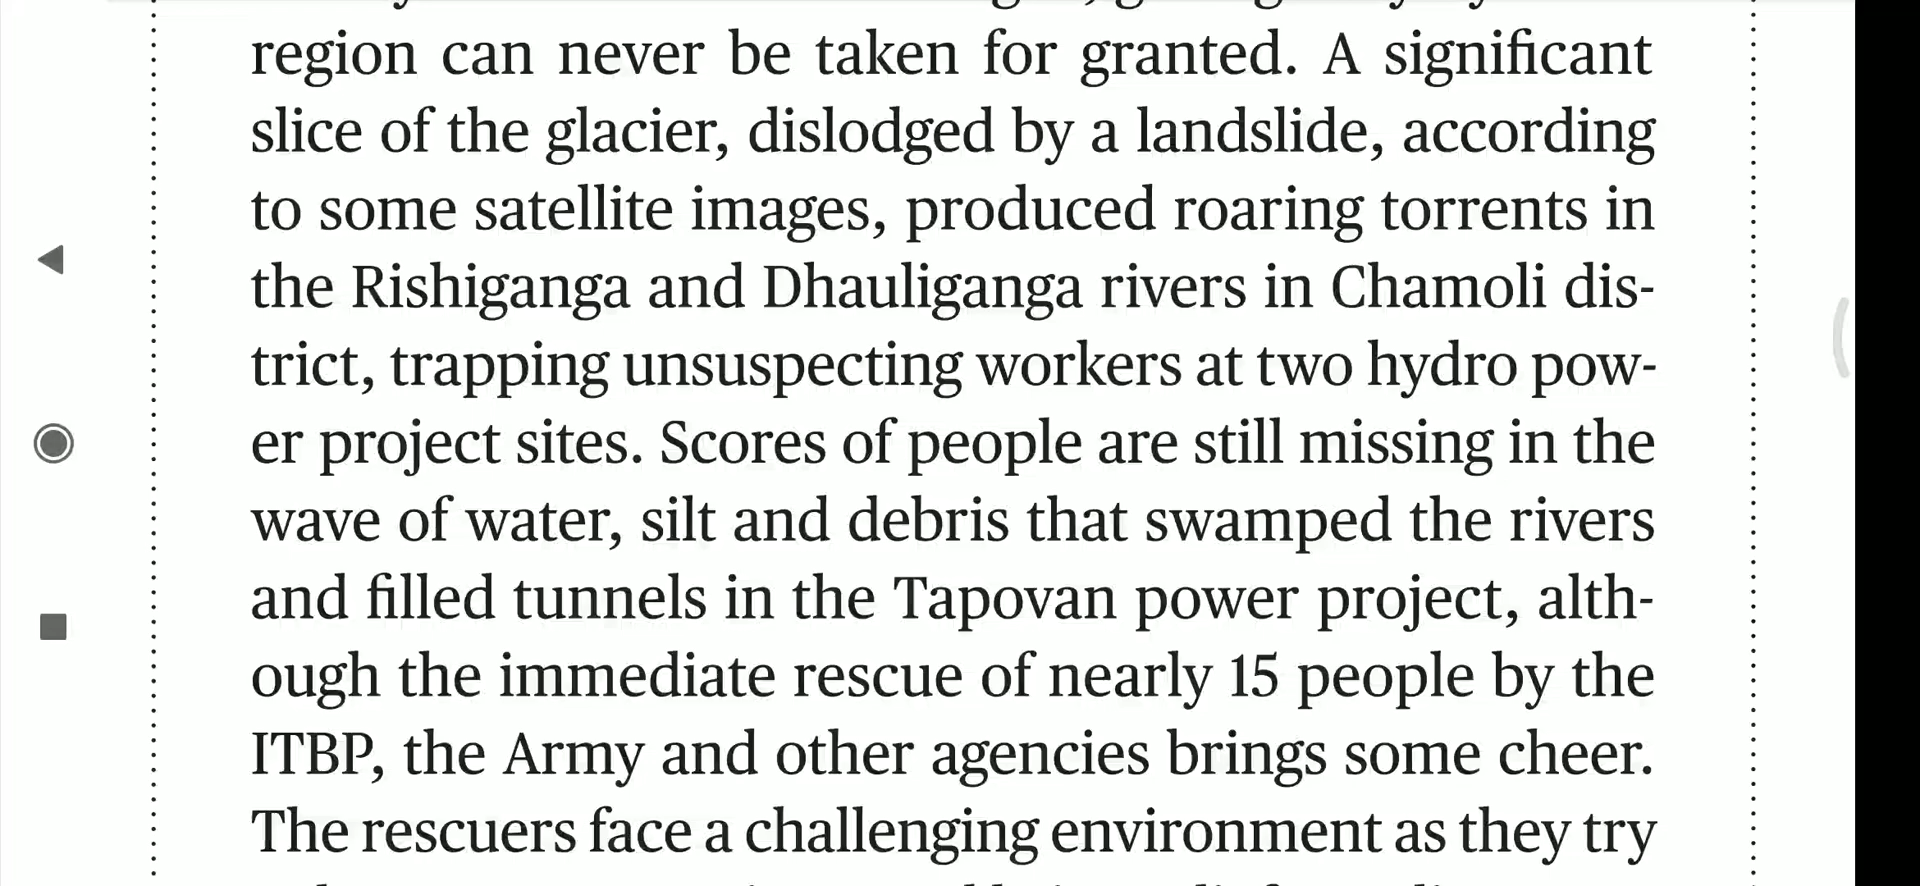 region can never be taken for granted. A significant
slice of the glacier, dislodged by a landslide, according
to some satellite images, produced roaring torrents in
the Rishiganga and Dhauliganga rivers in Chamoli dis-
trict, trapping unsuspecting workers at two hydro pow-
er project sites. Scores of people are still missing in the
wave of water, silt and debris that swamped the rivers
and filled tunnels in the Tapovan power project, alth-
ough the immediate rescue of nearly 15 people by the
ITBP, the Army and other agencies brings some cheer.
The rescuers face a challenging environment as they try